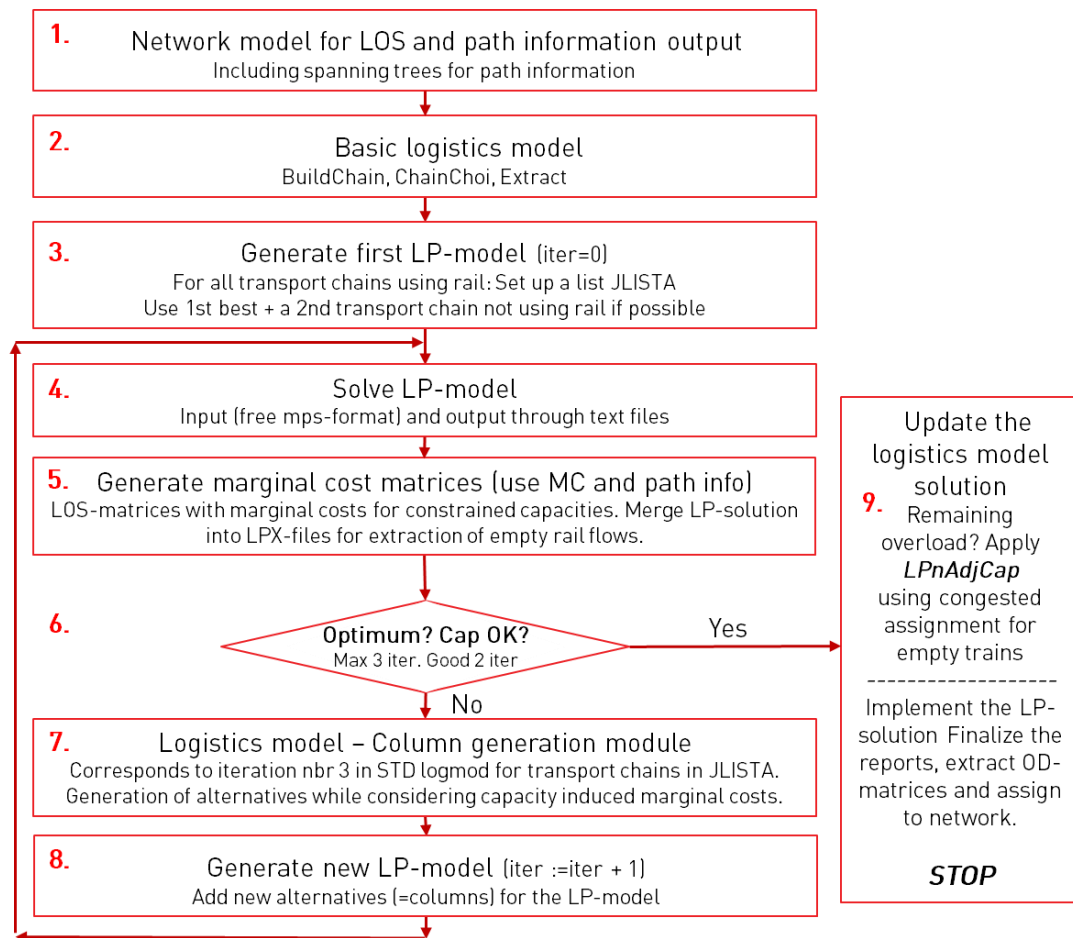 1.
Network model for LOS and path information output
Including spanning trees for path information
2.
Basic logistics model
BuildChain, ChainChoi, Extract
3.
Generate first LP-model (iter=0)
For all transport chains using rail: Set up a list JLISTA
Use 1st best + a 2nd transport chain not using rail if possible
4.
Solve LP-model
Input (free mps-format) and output through text files
5.
Generate marginal cost matrices (use MC and path info)
LOS-matrices with marginal costs for constrained capacities. Merge LP-solution
into LPX-files for extraction of empty rail flows.
6.
Optimum? Cap OK?
Max 3 iter. Good 2 iter
Yes
No
7.
Logistics model – Column generation module
Corresponds to iteration nbr 3 in STD logmod for transport chains in JLISTA.
Generation of alternatives while considering capacity induced marginal costs.
8.
Generate new LP-model (iter :=iter + 1)
Add new alternatives (=columns) for the LP-model
9.
Update the
logistics model
solution
Remaining
overload? Apply
LPnAdjCap
using congested
assignment for
empty trains
--------------------
Implement the LP-
solution Finalize the
reports, extract OD-
matrices and assign
to network.
STOP